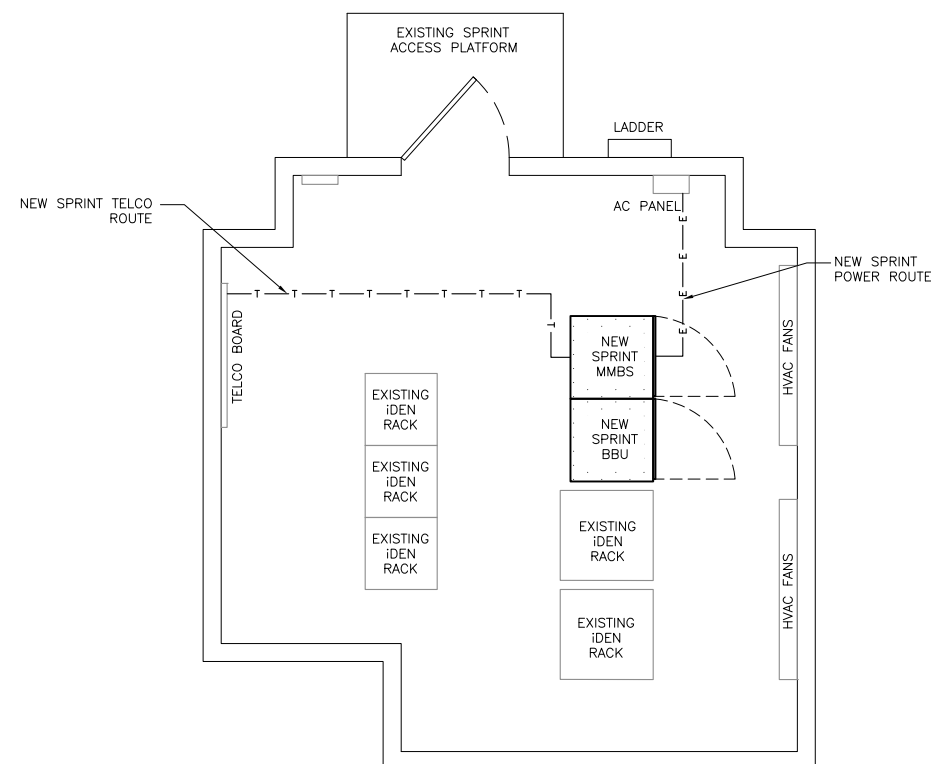 EXISTING SPRINT
ACCESS PLATFORM
LADDER
NEW SPRINT TELCO
ROUTE
AC PANEL
E
E
E
E
NEW SPRINT
POWER ROUTE
T T T T T T T T
T
TELCO BOARD
NEW
SPRINT
MMBS
HVAC FANS
EXISTING
iDEN
RACK
NEW
SPRINT
BBU
EXISTING
iDEN
RACK
EXISTING
iDEN
RACK
EXISTING
iDEN
RACK
HVAC FANS
EXISTING
iDEN
RACK